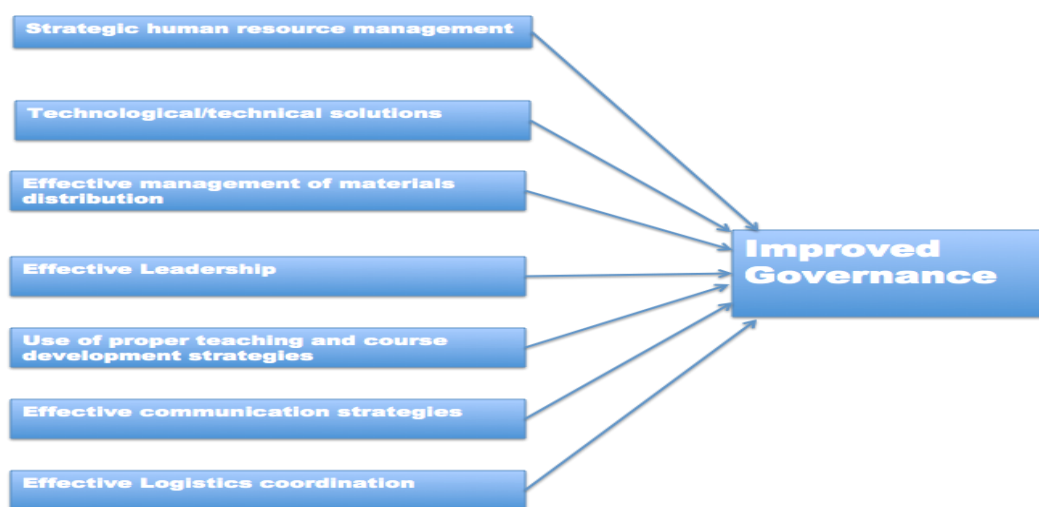 Strategic human resource management
Technological/technical solutions
Effective management of materials
distribution
Effective Leadership
Use of proper teaching and course
development strategies
Effective communication strategies
Effective Logistics coordination
Improved
Governance